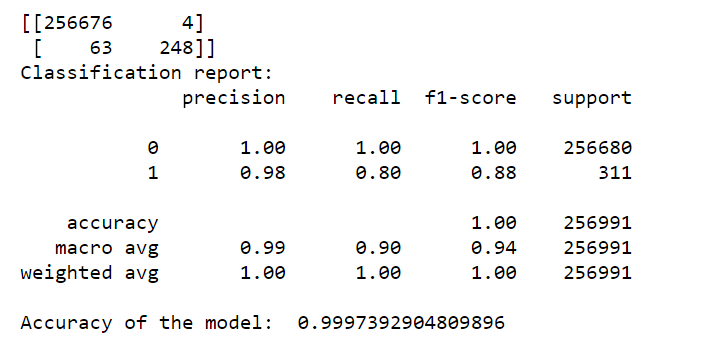 [[256676      4]
 [    63    248]]
Classification report:
              precision    recall  f1-score   support

           0       1.00      1.00      1.00    256680
           1       0.98      0.80      0.88       311

    accuracy                           1.00    256991
   macro avg       0.99      0.90      0.94    256991
weighted avg       1.00      1.00      1.00    256991

Accuracy of the model:  0.9997392904809896